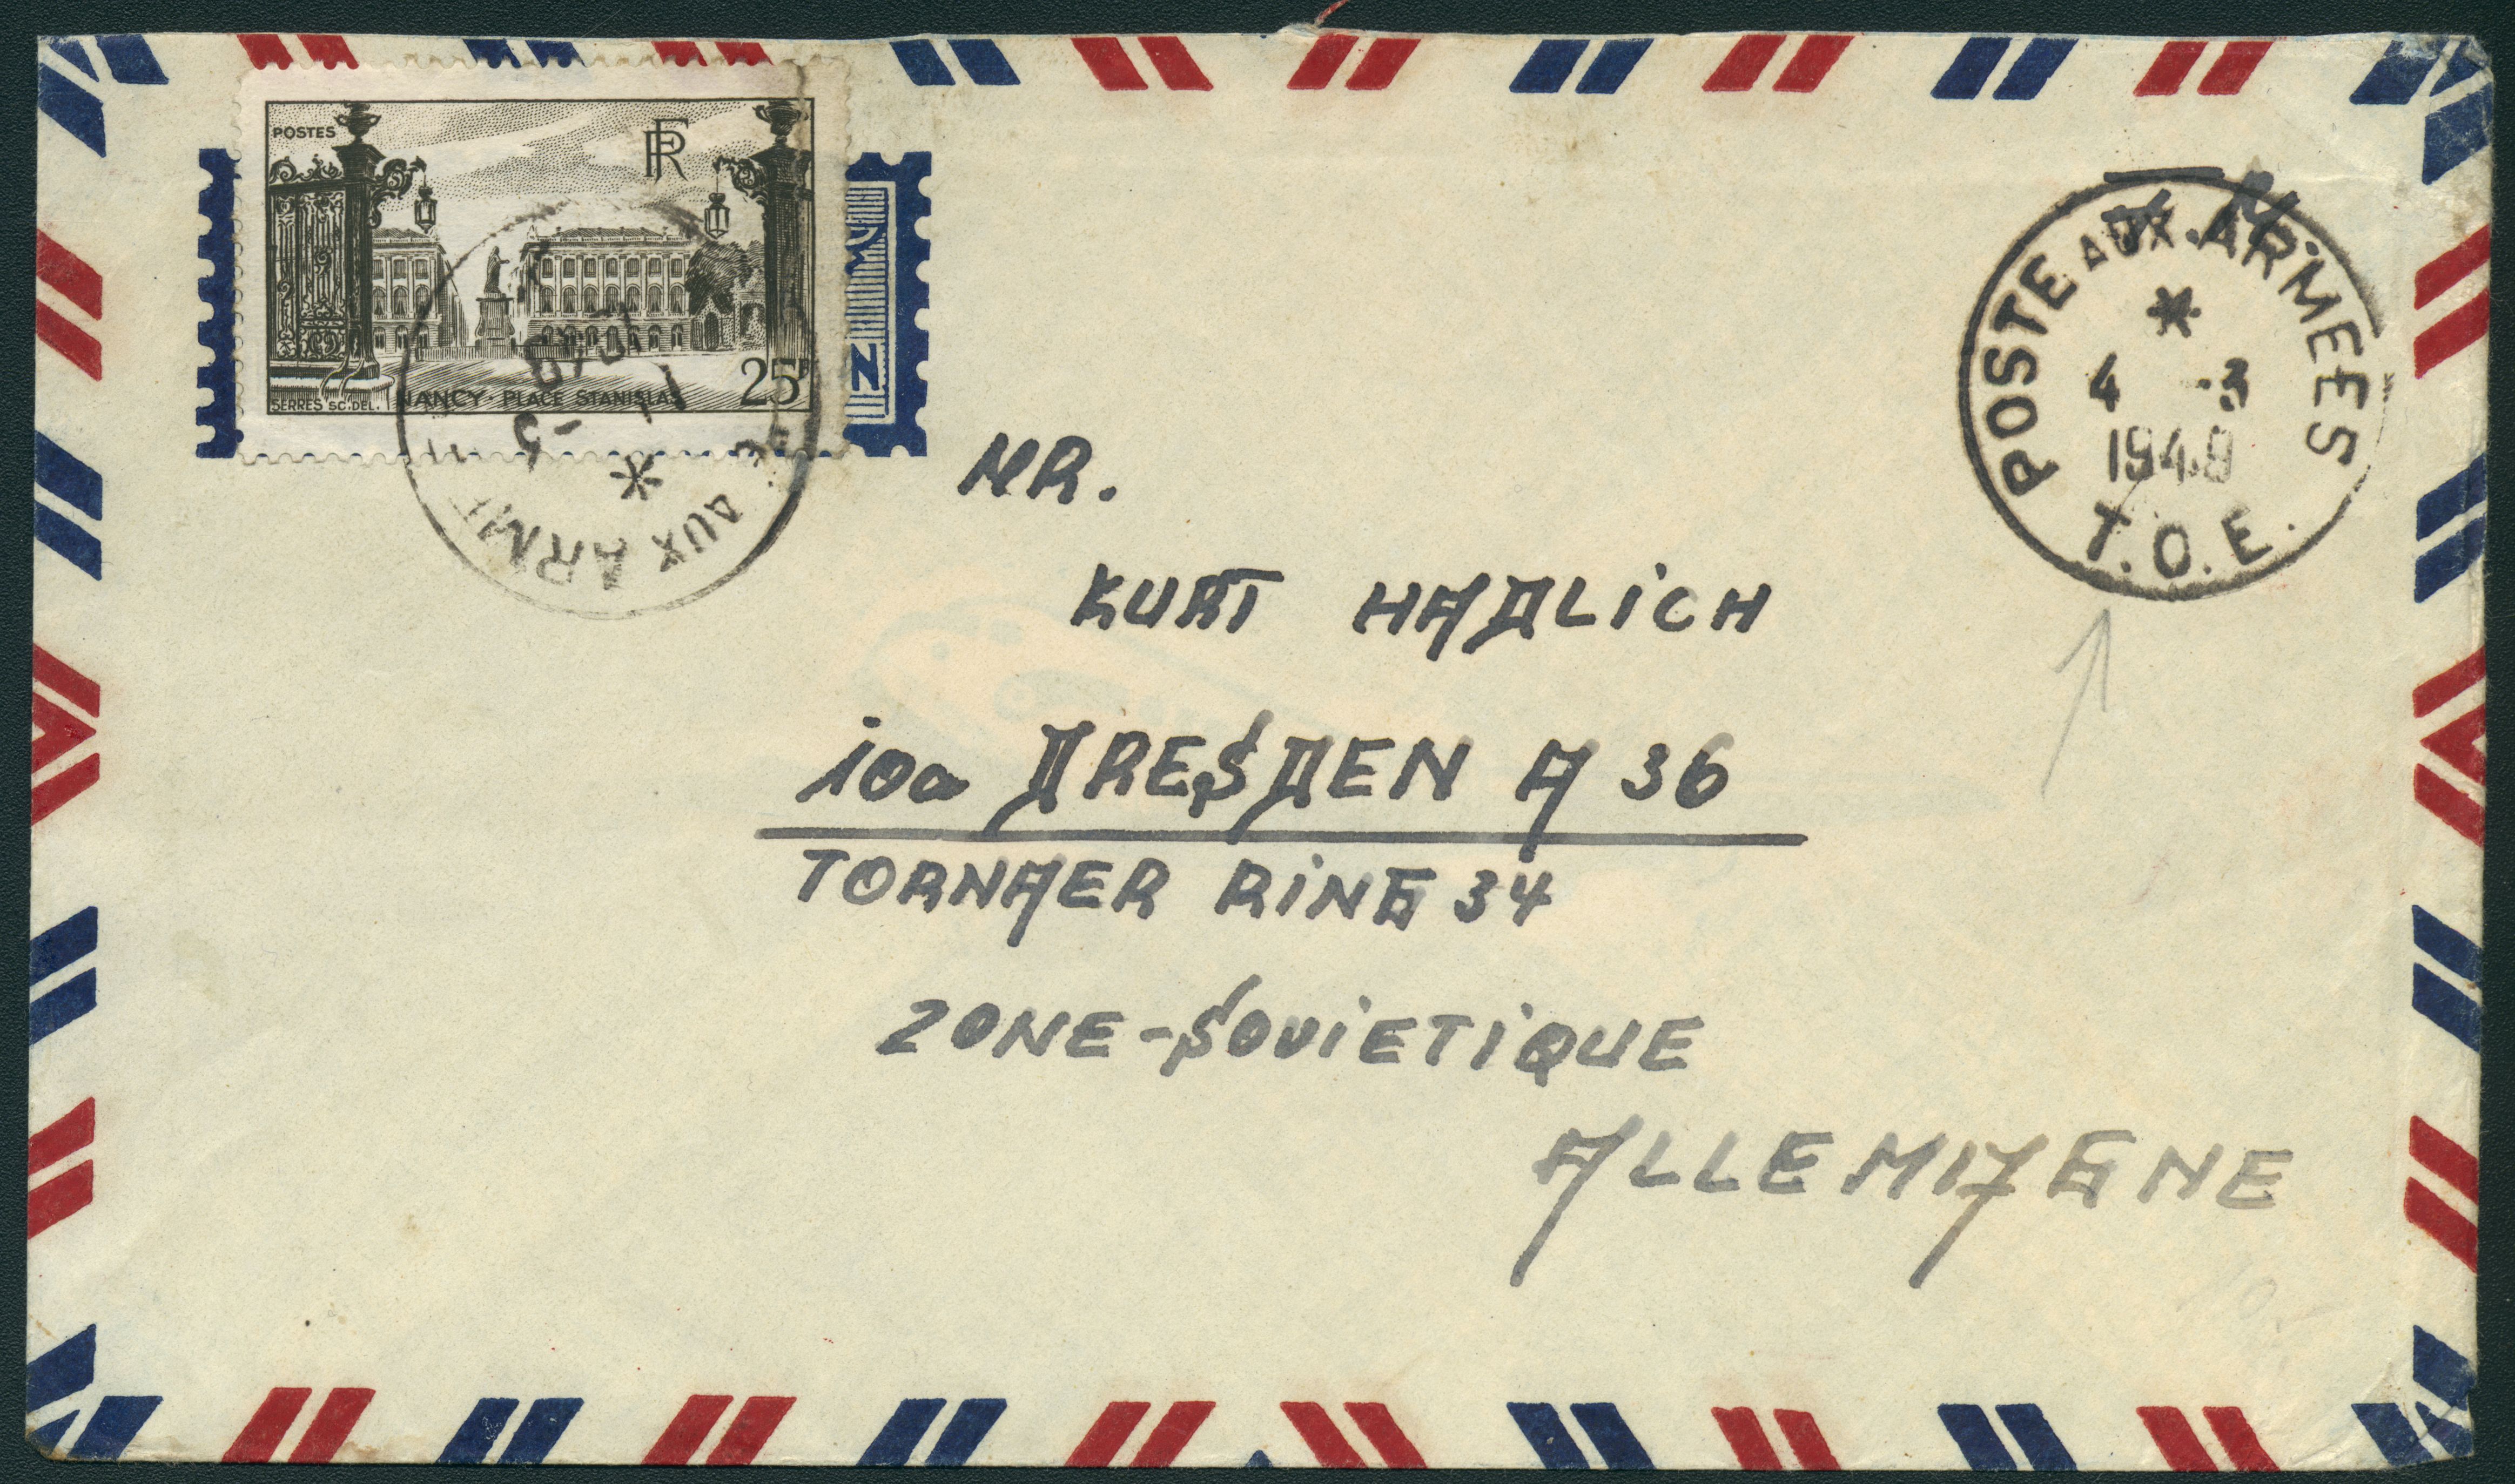 POSTES
RF
25F
NANCY·PLACE STANISLAS
SERRES SC.DEL.
AUX ARM
F.M.
POSTE AUX ARMEES
4 -3
1949
T.O.E.
MR.
KURT HADLICH
10a DRESDEN A 36
TORNAER RING 34
ZONE-SOVIETIQUE
ALLEMAGNE